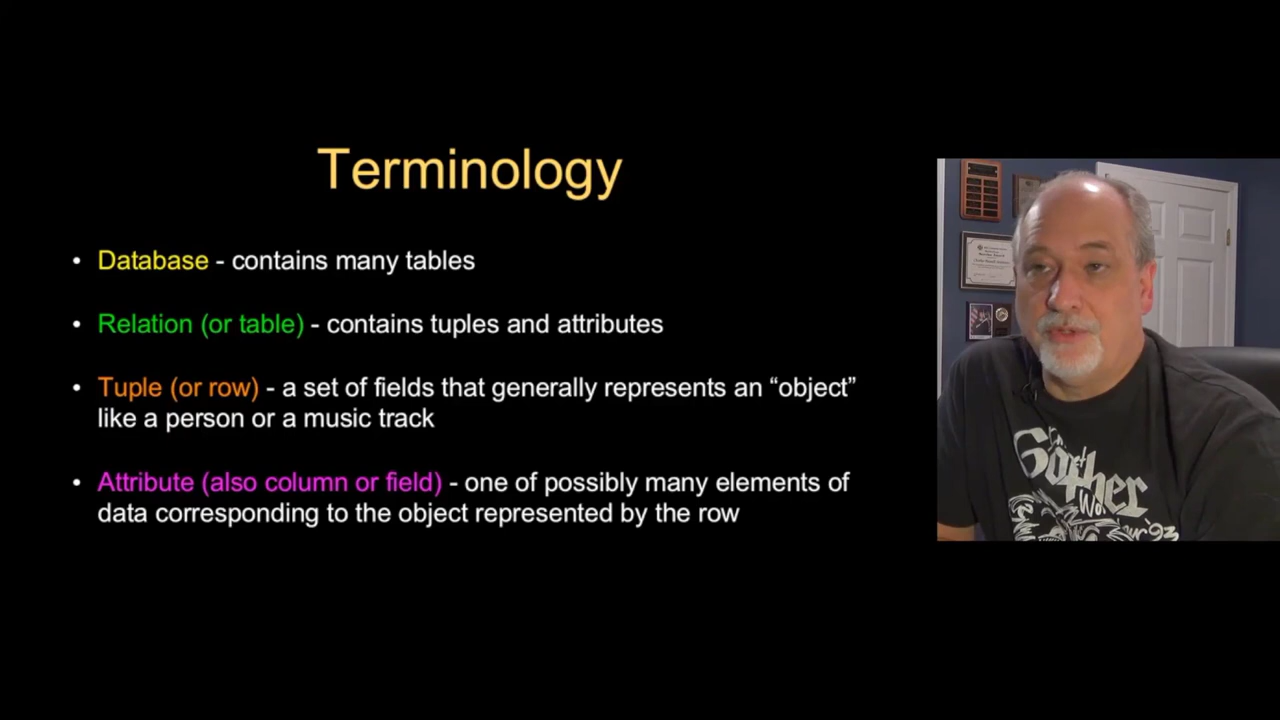 Terminology
• Database - contains many tables
• Relation (or table) - contains tuples and attributes
• Tuple (or row) - a set of fields that generally represents an “object”
like a person or a music track
• Attribute (also column or field) - one of possibly many elements of
data corresponding to the object represented by the row
Gopher